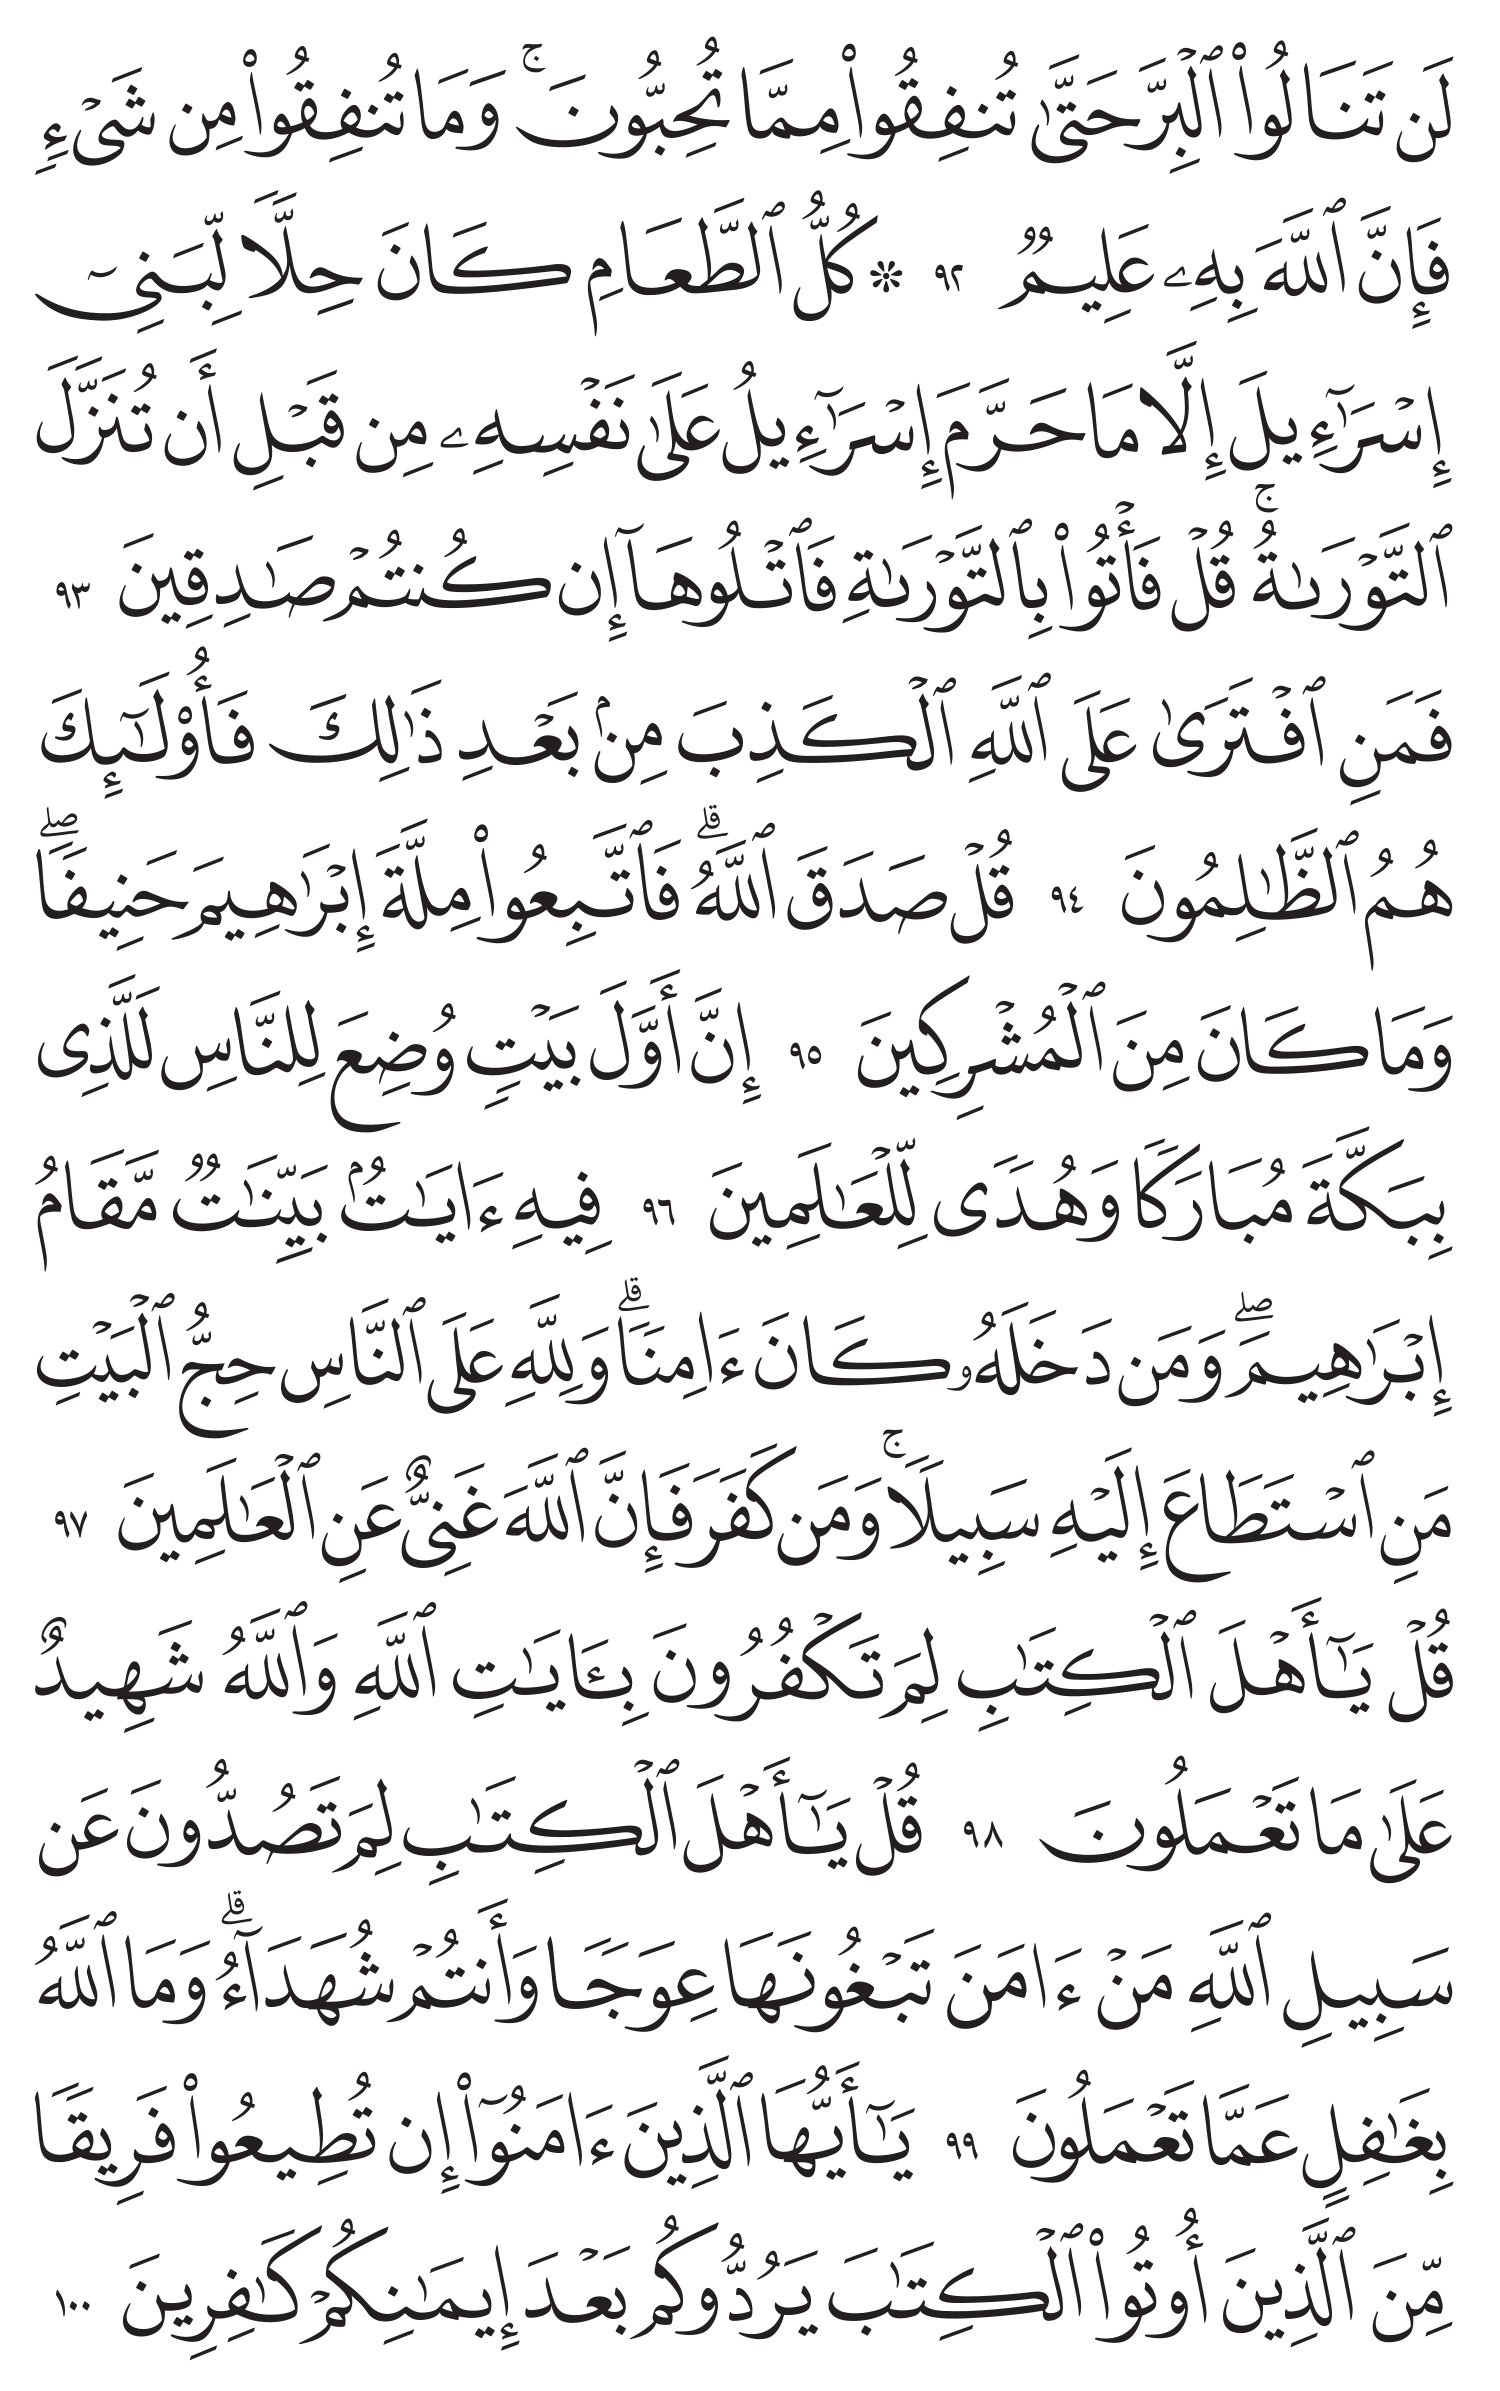 لَن تَنَالُوا۟ ٱلْبِرَّ حَتَّىٰ تُنفِقُوا۟ مِمَّا تُحِبُّونَ ۚ وَمَا تُنفِقُوا۟ مِن شَىْءٍ
فَإِنَّ ٱللَّهَ بِهِۦ عَلِيمٌ ٩٢ ۞ كُلُّ ٱلطَّعَامِ كَانَ حِلًّا لِّبَنِىٓ
إِسْرَٰٓءِيلَ إِلَّا مَا حَرَّمَ إِسْرَٰٓءِيلُ عَلَىٰ نَفْسِهِۦ مِن قَبْلِ أَن تُنَزَّلَ
ٱلتَّوْرَىٰةُ ۚ قُلْ فَأْتُوا۟ بِٱلتَّوْرَىٰةِ فَٱتْلُوهَآ إِن كُنتُمْ صَـٰدِقِينَ ٩٣
فَمَنِ ٱفْتَرَىٰ عَلَى ٱللَّهِ ٱلْكَذِبَ مِنۢ بَعْدِ ذَٰلِكَ فَأُو۟لَـٰٓئِكَ
هُمُ ٱلظَّـٰلِمُونَ ٩٤ قُلْ صَدَقَ ٱللَّهُ ۗ فَٱتَّبِعُوا۟ مِلَّةَ إِبْرَٰهِيمَ حَنِيفًا ۖ
وَمَا كَانَ مِنَ ٱلْمُشْرِكِينَ ٩٥ إِنَّ أَوَّلَ بَيْتٍ وُضِعَ لِلنَّاسِ لَلَّذِى
بِبَكَّةَ مُبَارَكًا وَهُدًى لِّلْعَـٰلَمِينَ ٩٦ فِيهِ ءَايَـٰتٌۢ بَيِّنَـٰتٌ مَّقَامُ
إِبْرَٰهِيمَ ۖ وَمَن دَخَلَهُۥ كَانَ ءَامِنًا ۗ وَلِلَّهِ عَلَى ٱلنَّاسِ حِجُّ ٱلْبَيْتِ
مَنِ ٱسْتَطَاعَ إِلَيْهِ سَبِيلًا ۚ وَمَن كَفَرَ فَإِنَّ ٱللَّهَ غَنِىٌّ عَنِ ٱلْعَـٰلَمِينَ ٩٧
قُلْ يَـٰٓأَهْلَ ٱلْكِتَـٰبِ لِمَ تَكْفُرُونَ بِـَٔايَـٰتِ ٱللَّهِ وَٱللَّهُ شَهِيدٌ
عَلَىٰ مَا تَعْمَلُونَ ٩٨ قُلْ يَـٰٓأَهْلَ ٱلْكِتَـٰبِ لِمَ تَصُدُّونَ عَن
سَبِيلِ ٱللَّهِ مَنْ ءَامَنَ تَبْغُونَهَا عِوَجًا وَأَنتُمْ شُهَدَآءُ ۗ وَمَا ٱللَّهُ
بِغَـٰفِلٍ عَمَّا تَعْمَلُونَ ٩٩ يَـٰٓأَيُّهَا ٱلَّذِينَ ءَامَنُوٓا۟ إِن تُطِيعُوا۟ فَرِيقًا
مِّنَ ٱلَّذِينَ أُوتُوا۟ ٱلْكِتَـٰبَ يَرُدُّوكُم بَعْدَ إِيمَـٰنِكُمْ كَـٰفِرِينَ ١٠٠